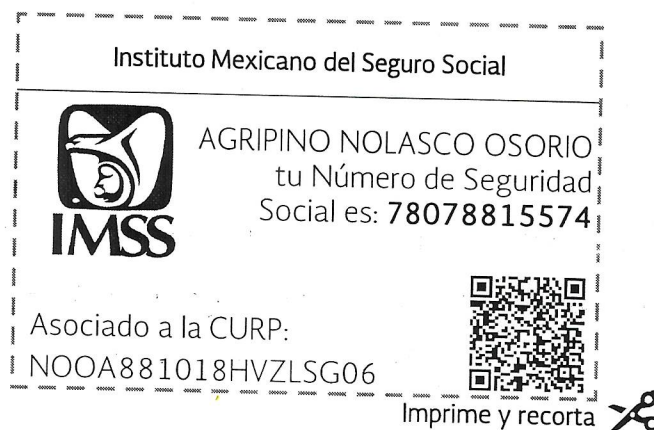 Instituto Mexicano del Seguro Social
AGRIPINO NOLASCO OSORIO
tu Número de Seguridad
Social es: 78078815574
IMSS
Asociado a la CURP:
NOOA881018HVZLSG06
Imprime y recorta